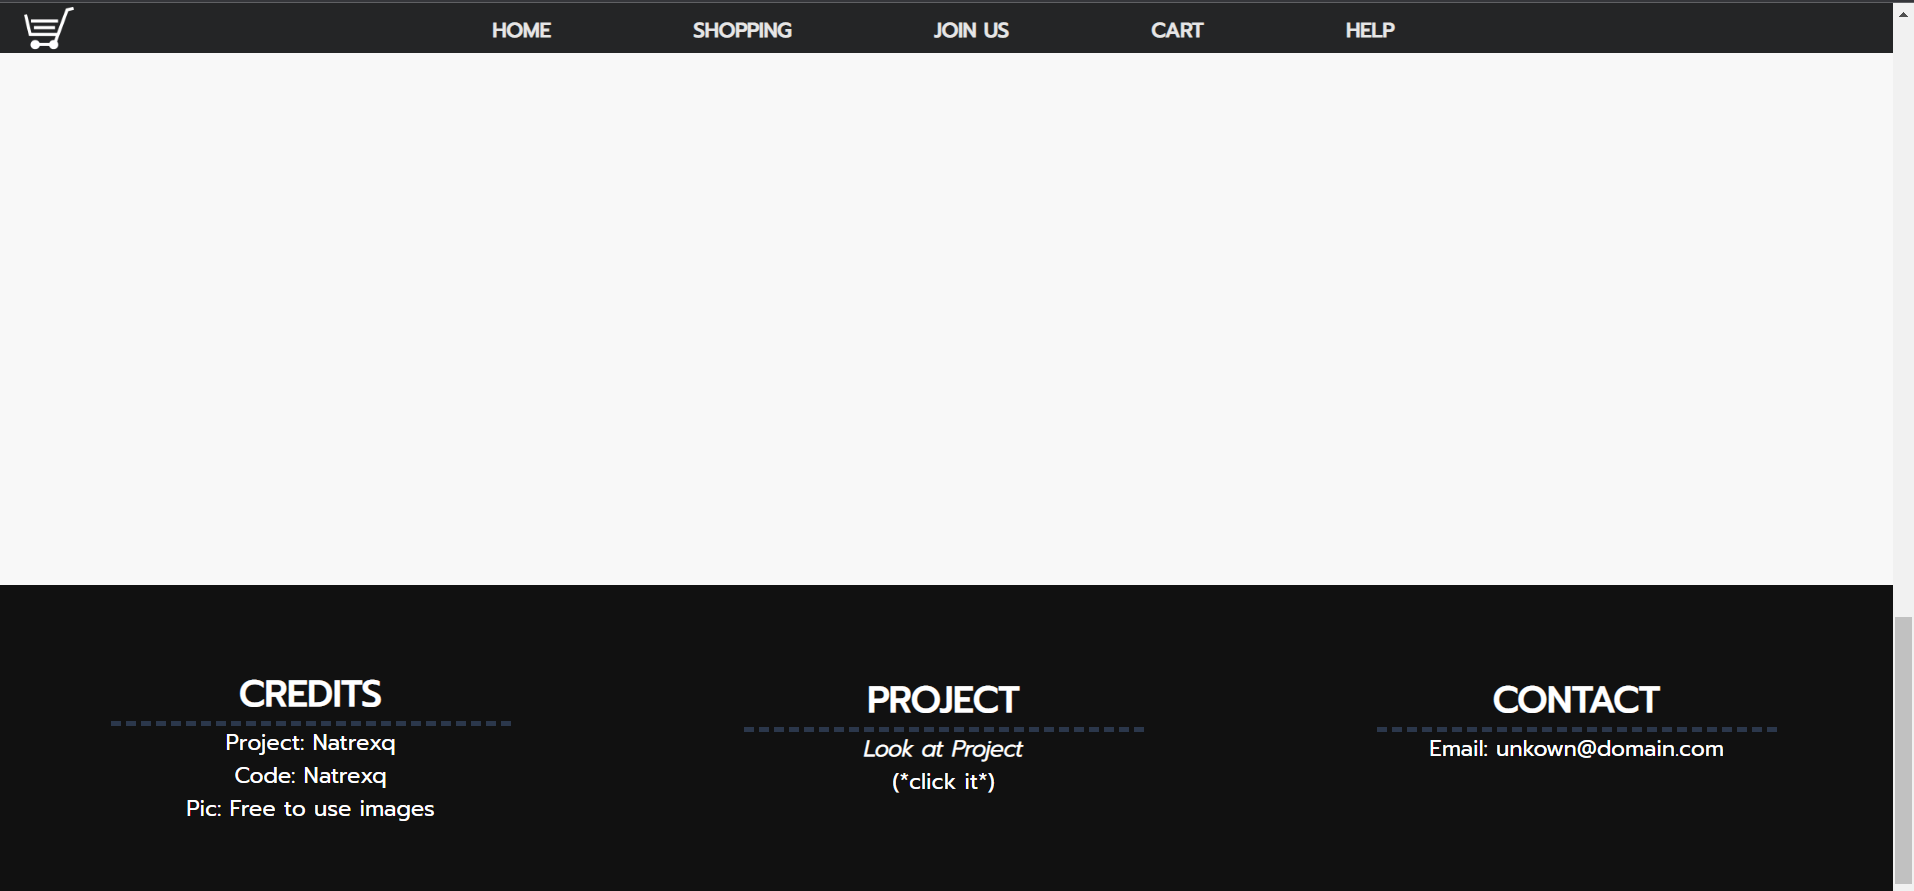 HOME SHOPPING JOIN US CART HELP
CREDITS
Project: Natrexq
Code: Natrexq
Pic: Free to use images
PROJECT
Look at Project
(*click it*)
CONTACT
Email: unkown@domain.com